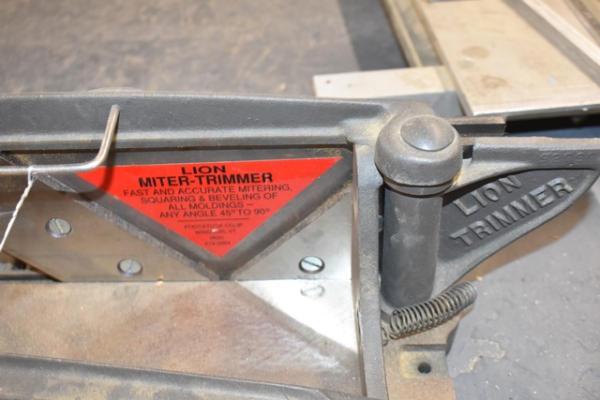 LION
MITER-TRIMMER
FAST AND ACCURATE MITERING,
SQUARING & BEVELING OF
ALL MOLDINGS –
ANY ANGLE 45° TO 90°
LION
TRIMMER